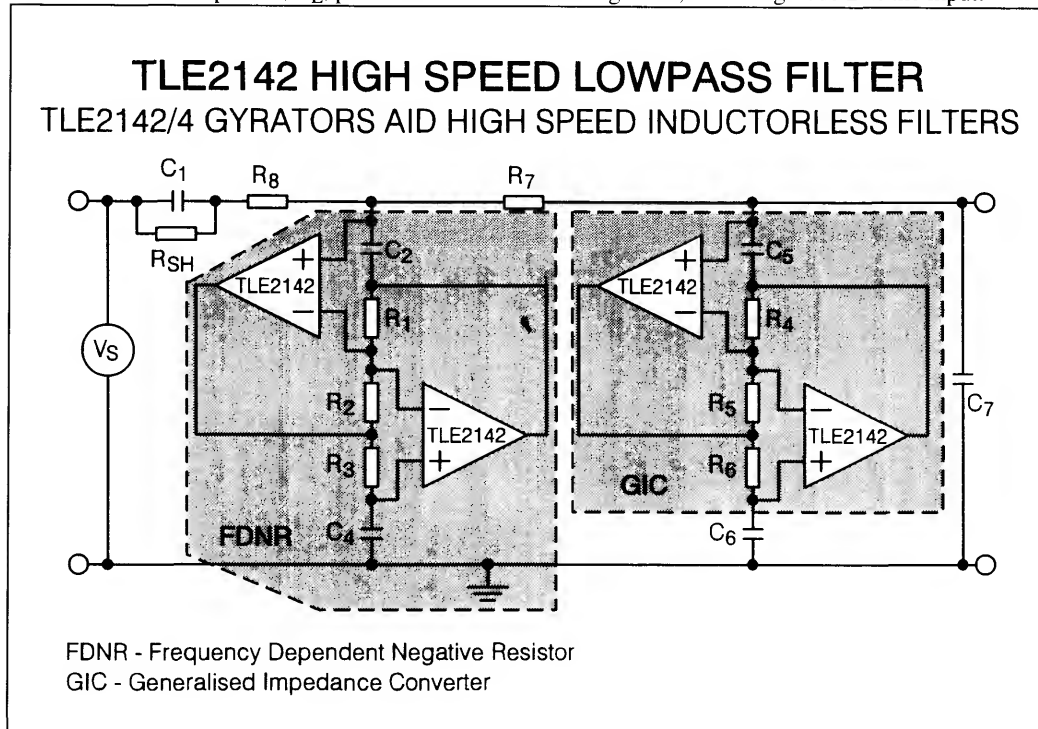 TLE2142 HIGH SPEED LOWPASS FILTER
TLE2142/4 GYRATORS AID HIGH SPEED INDUCTORLESS FILTERS
C1
R8
R7
RSH
C2
C5
+
TLE2142
−
+
TLE2142
−
R1
R4
VS
R2
−
TLE2142
+
R5
−
TLE2142
+
C7
R3
R6
GIC
FDNR
C4
C6
FDNR - Frequency Dependent Negative Resistor
GIC - Generalised Impedance Converter